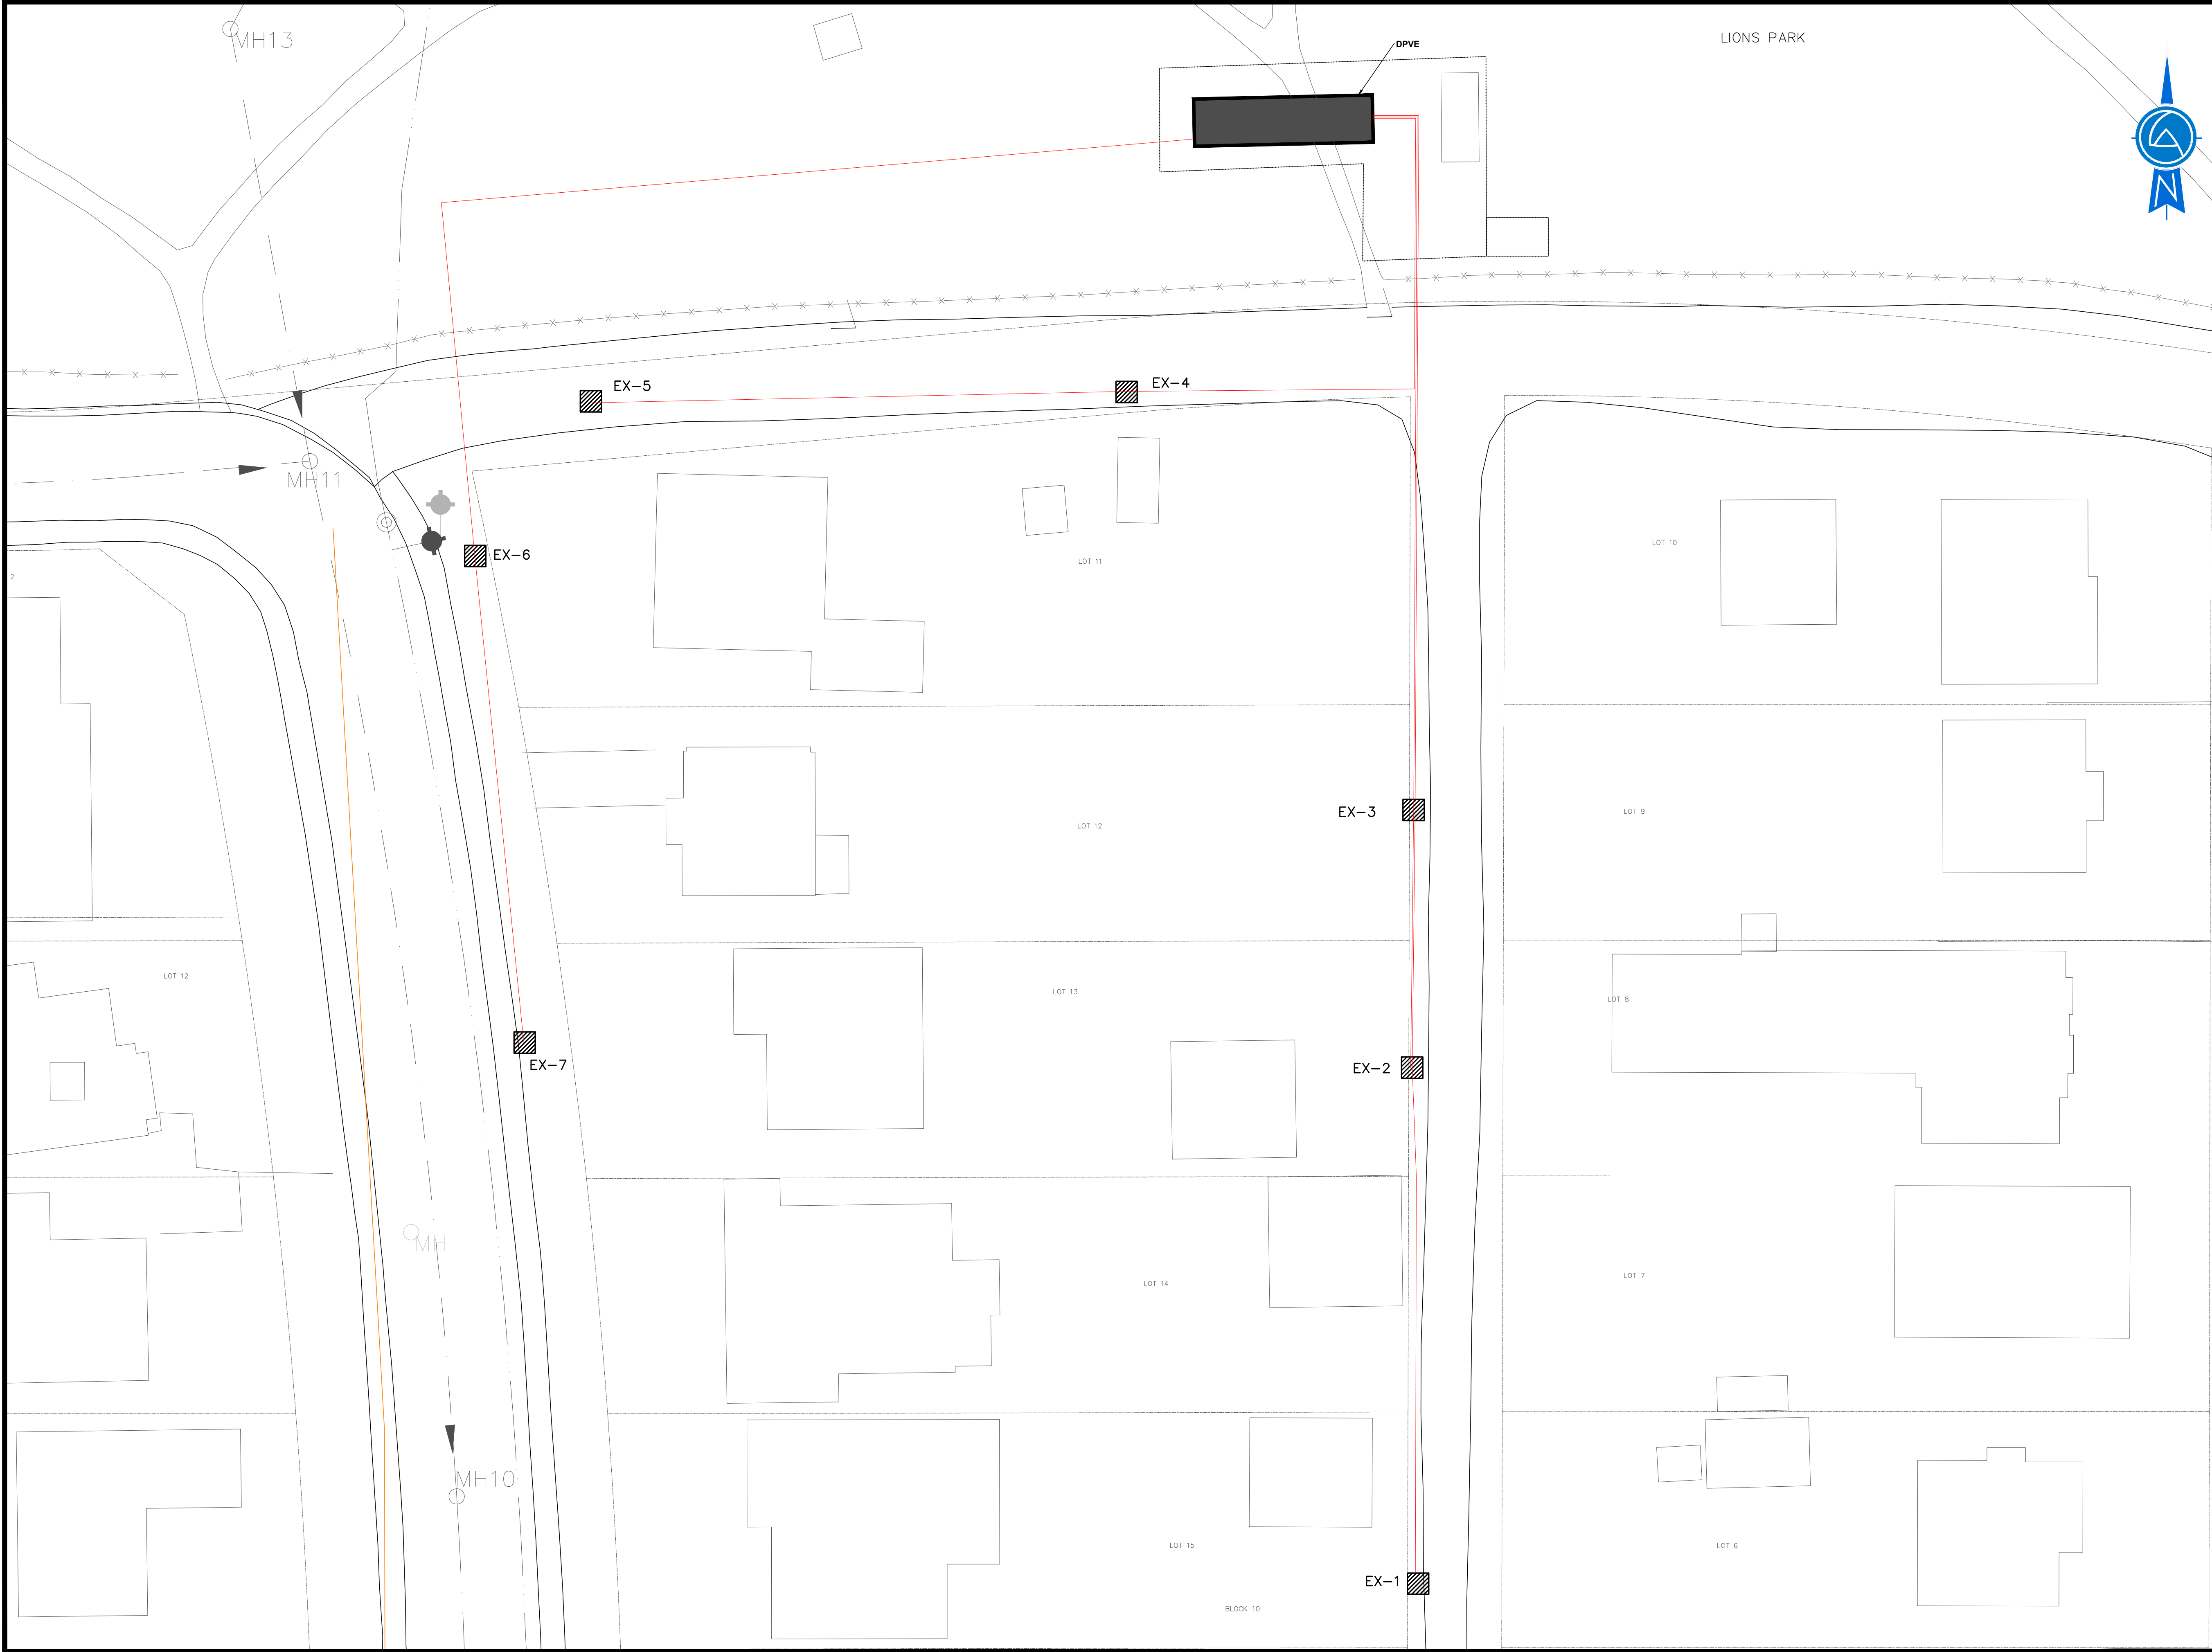 LIONS PARK
MH13
DPVE
N
EX-5
EX-4
MH11
EX-6
LOT 10
LOT 11
2
EX-3
LOT 9
LOT 12
LOT 12
LOT 13
LOT 8
EX-7
EX-2
MH
LOT 14
LOT 7
MH10
LOT 15
LOT 6
EX-1
BLOCK 10